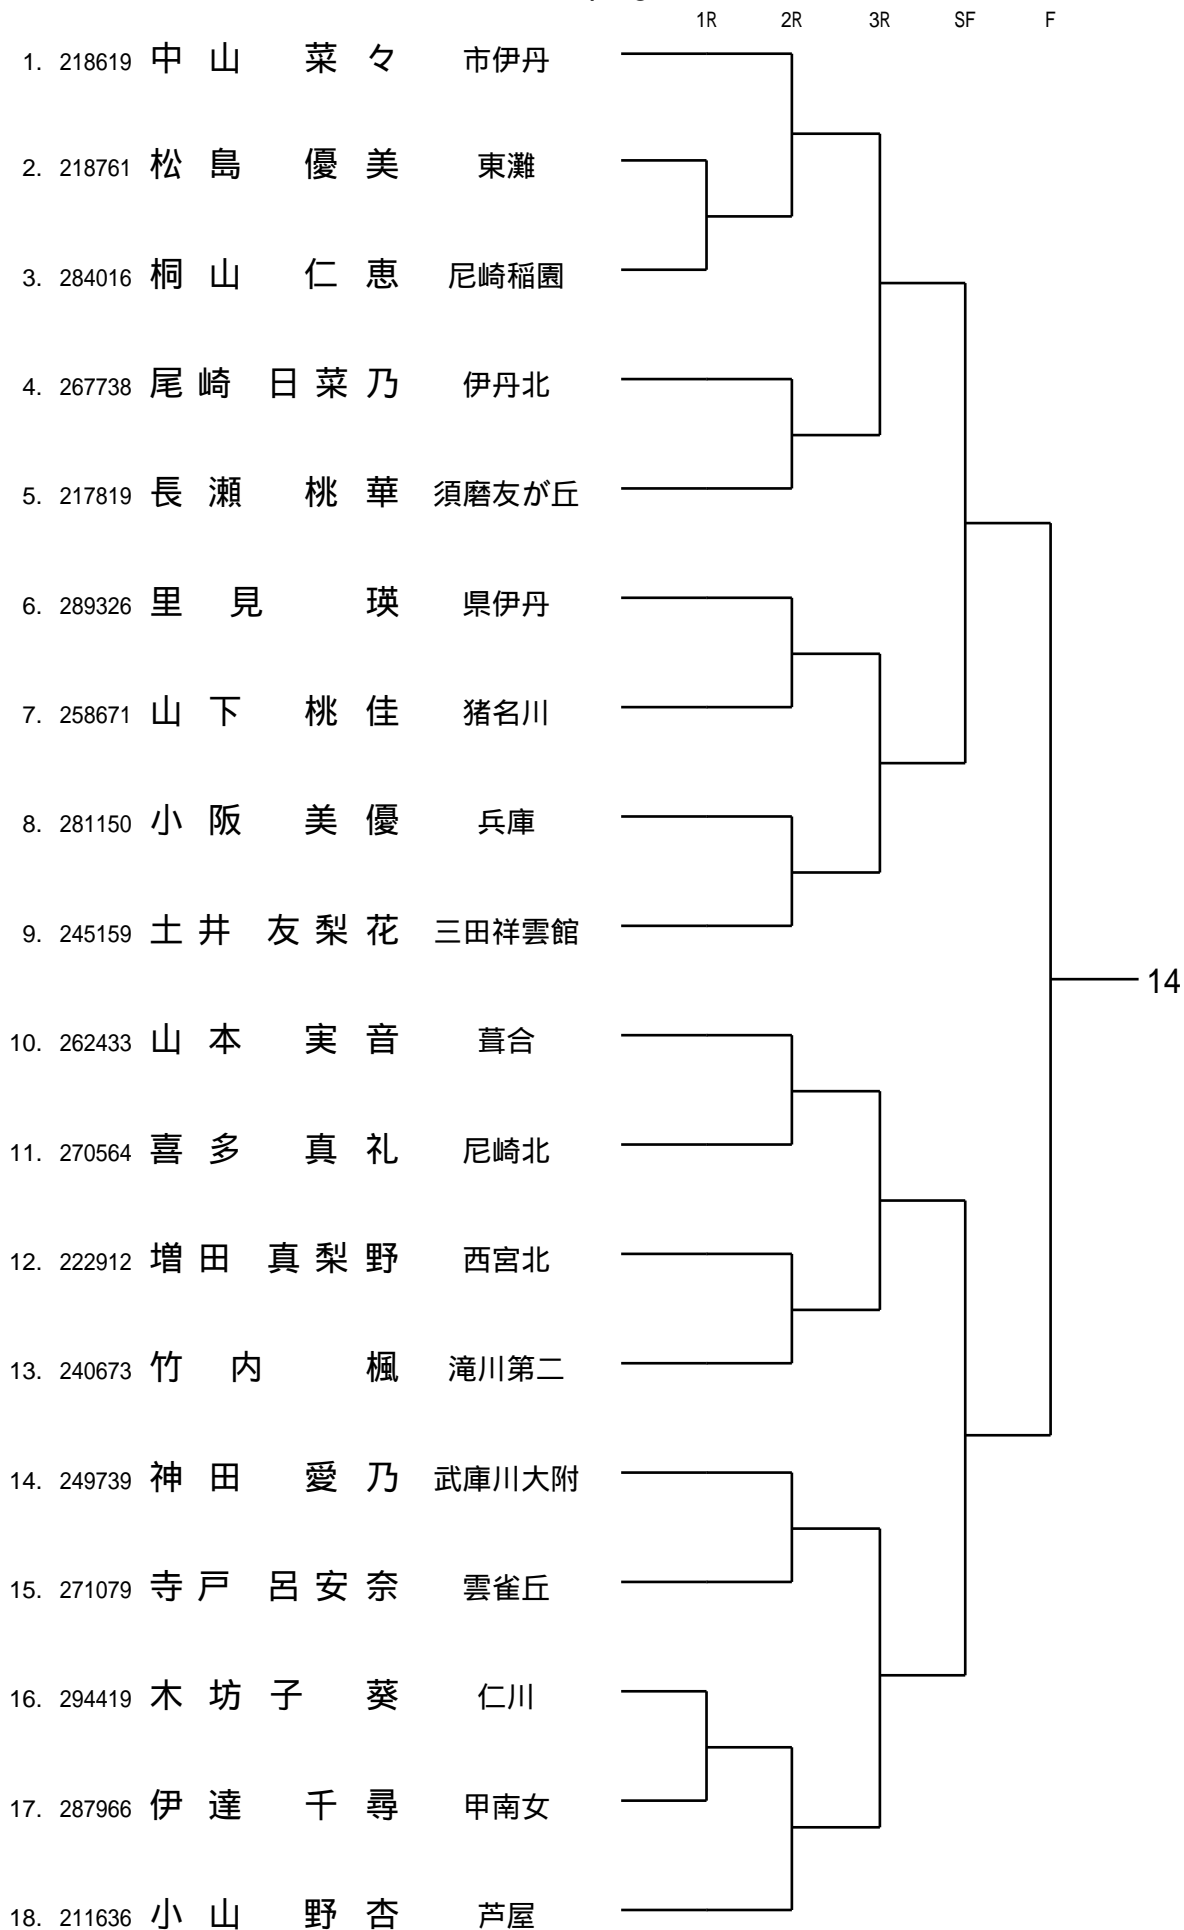 1R 2R 3R SF F
1. 218619 中山 菜々 市伊丹
2. 218761 松島 優美 東灘
3. 284016 桐山 仁恵 尼崎稲園
4. 267738 尾崎 日菜乃 伊丹北
5. 217819 長瀬 桃華 須磨友が丘
6. 289326 里見 瑛 県伊丹
7. 258671 山下 桃佳 猪名川
8. 281150 小阪 美優 兵庫
9. 245159 土井 友梨花 三田祥雲館
14
10. 262433 山本 実音 葺合
11. 270564 喜多 真礼 尼崎北
12. 222912 増田 真梨野 西宮北
13. 240673 竹内 楓 滝川第二
14. 249739 神田 愛乃 武庫川大附
15. 271079 寺戸 呂安奈 雲雀丘
16. 294419 木坊子 葵 仁川
17. 287966 伊達 千尋 甲南女
18. 211636 小山 野杏 芦屋